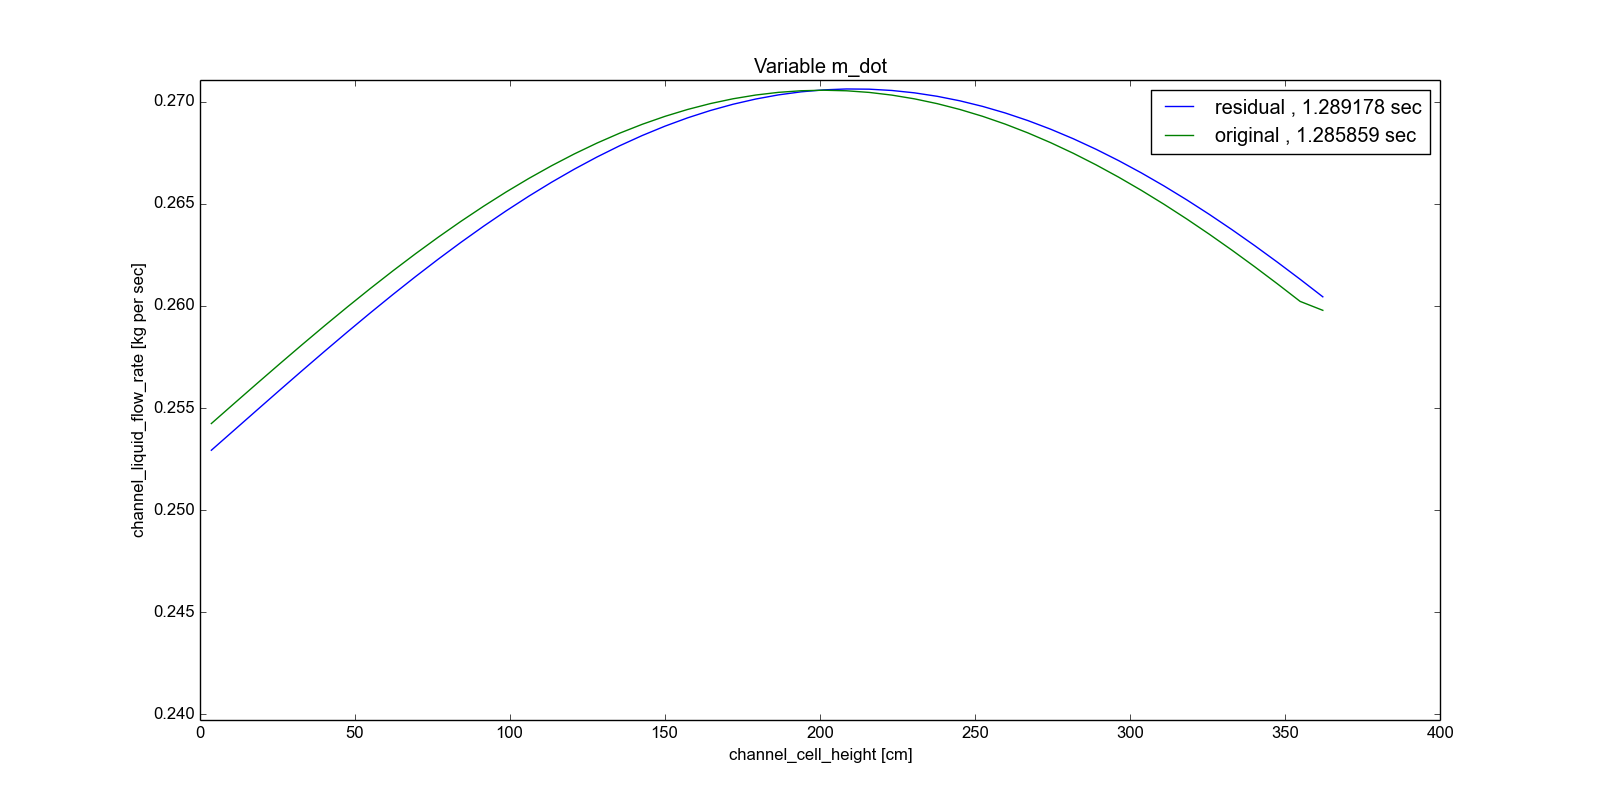 Variable m_dot
residual , 1.289178 sec
original , 1.285859 sec
channel_liquid_flow_rate [kg per sec]
0.270
0.265
0.260
0.255
0.250
0.245
0.240
0 50 100 150 200 250 300 350 400
channel_cell_height [cm]